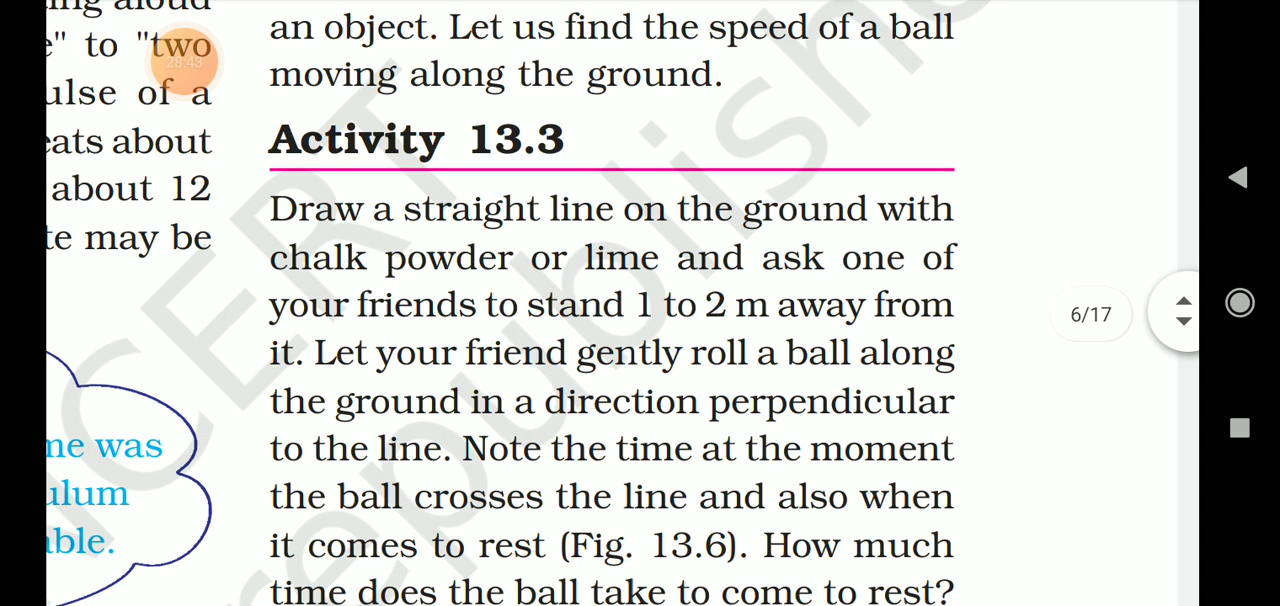 e" to "two
28:43
ulse of a
eats about
about 12
te may be
me was
ulum
able.
an object. Let us find the speed of a ball
moving along the ground.
Activity 13.3
Draw a straight line on the ground with
chalk powder or lime and ask one of
your friends to stand 1 to 2 m away from
it. Let your friend gently roll a ball along
the ground in a direction perpendicular
to the line. Note the time at the moment
the ball crosses the line and also when
it comes to rest (Fig. 13.6). How much
time does the ball take to come to rest?
6/17
NCERT
republished